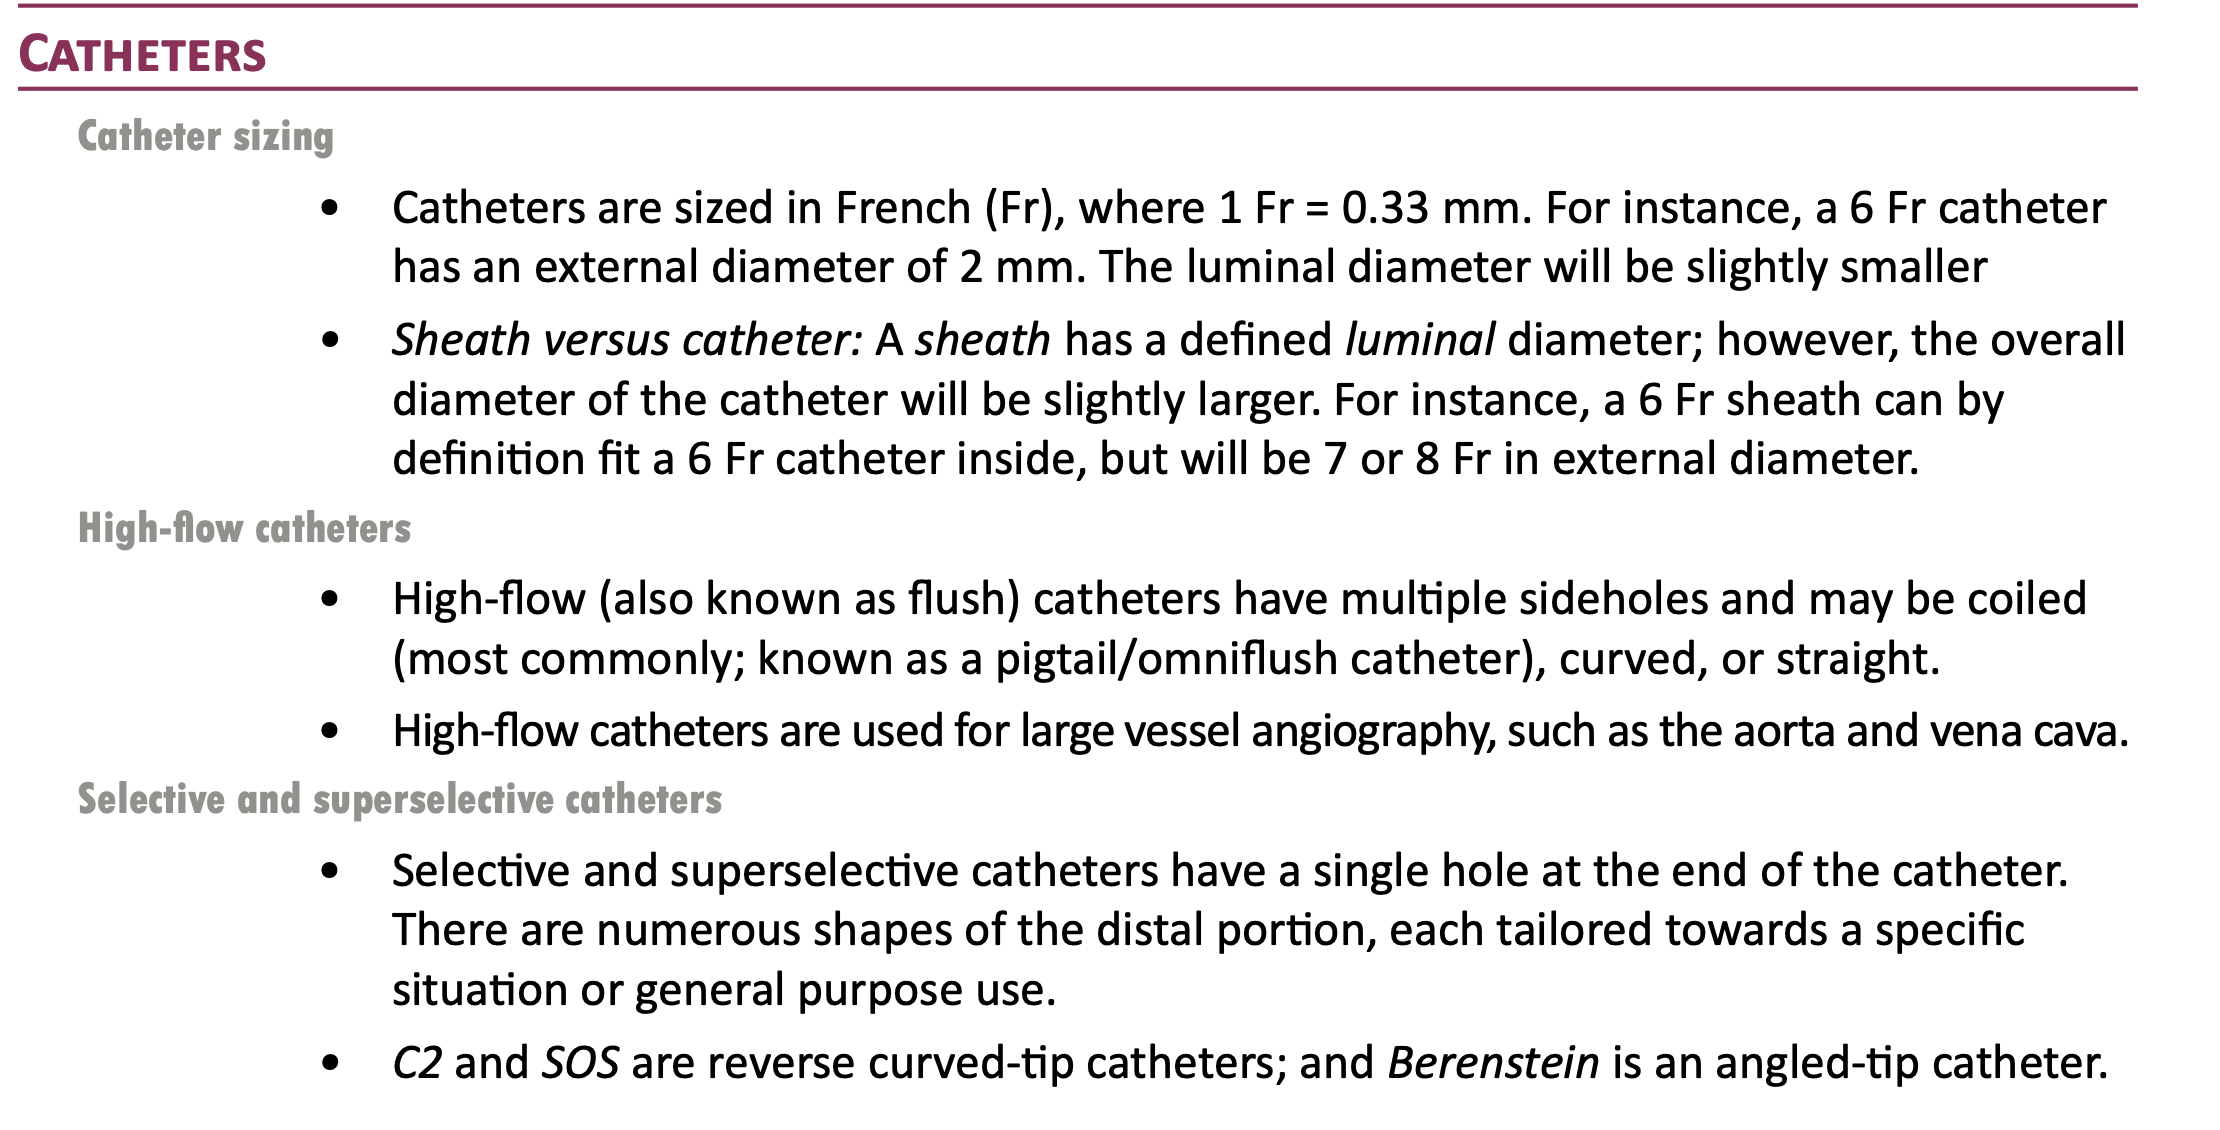 CATHETERS
Catheter sizing
• Catheters are sized in French (Fr), where 1 Fr = 0.33 mm. For instance, a 6 Fr catheter
has an external diameter of 2 mm. The luminal diameter will be slightly smaller
• Sheath versus catheter: A sheath has a defined luminal diameter; however, the overall
diameter of the catheter will be slightly larger. For instance, a 6 Fr sheath can by
definition fit a 6 Fr catheter inside, but will be 7 or 8 Fr in external diameter.
High-flow catheters
• High-flow (also known as flush) catheters have multiple sideholes and may be coiled
(most commonly; known as a pigtail/omniflush catheter), curved, or straight.
• High-flow catheters are used for large vessel angiography, such as the aorta and vena cava.
Selective and superselective catheters
• Selective and superselective catheters have a single hole at the end of the catheter.
There are numerous shapes of the distal portion, each tailored towards a specific
situation or general purpose use.
• C2 and SOS are reverse curved-tip catheters; and Berenstein is an angled-tip catheter.